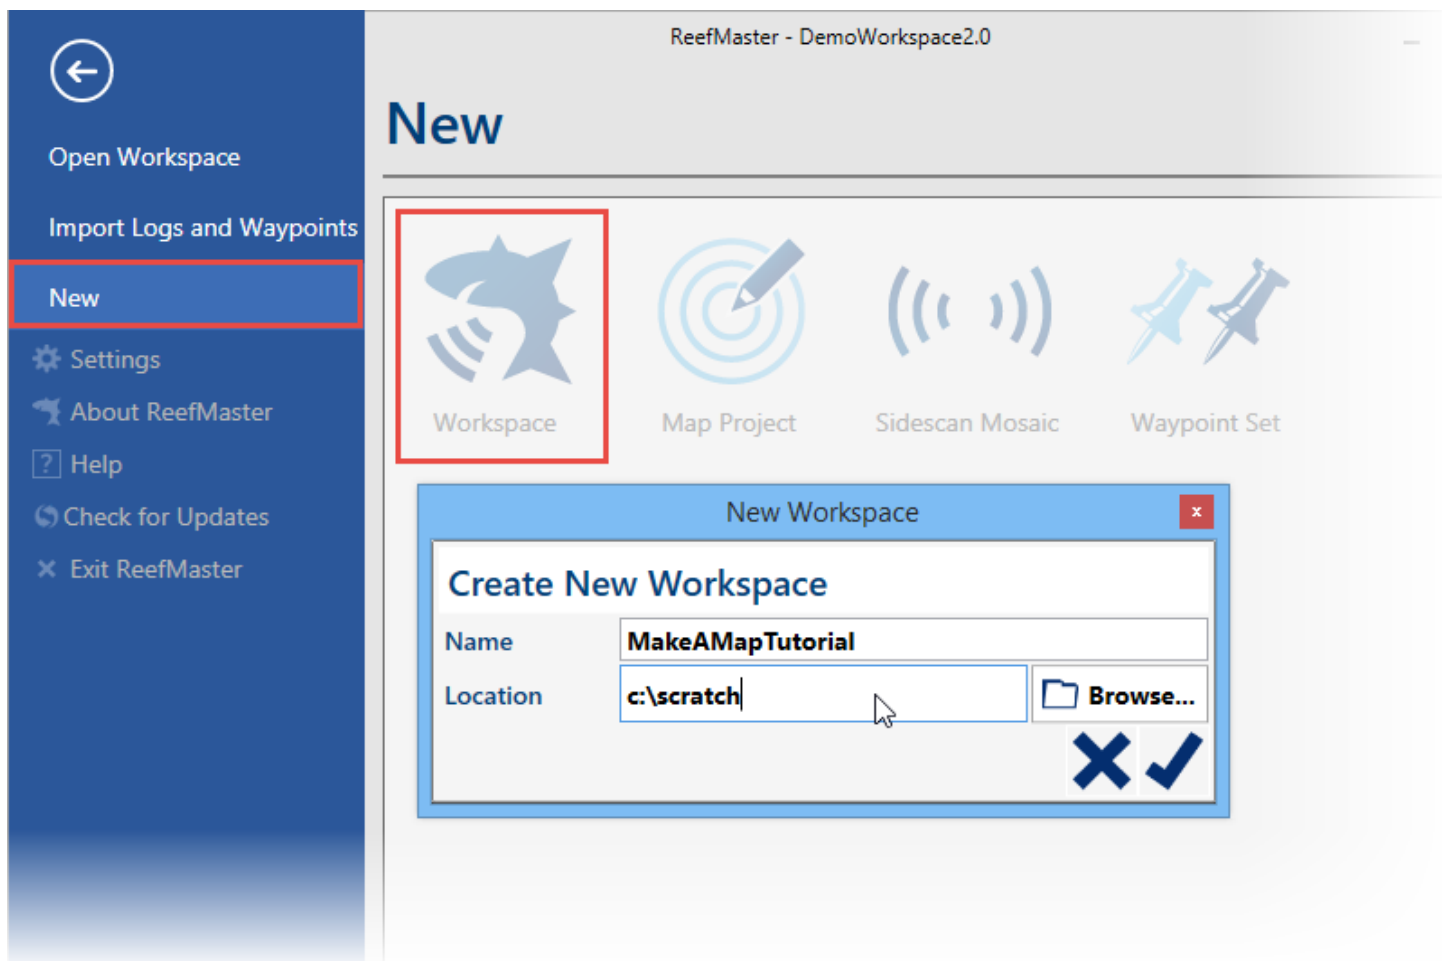 ReefMaster - DemoWorkspace2.0
Open Workspace
Import Logs and Waypoints
New
Settings
About ReefMaster
? Help
Check for Updates
Exit ReefMaster
New
Workspace
Map Project
Sidescan Mosaic
Waypoint Set
New Workspace
x
Create New Workspace
Name
MakeAMapTutorial
Location
c:\scratch
Browse...